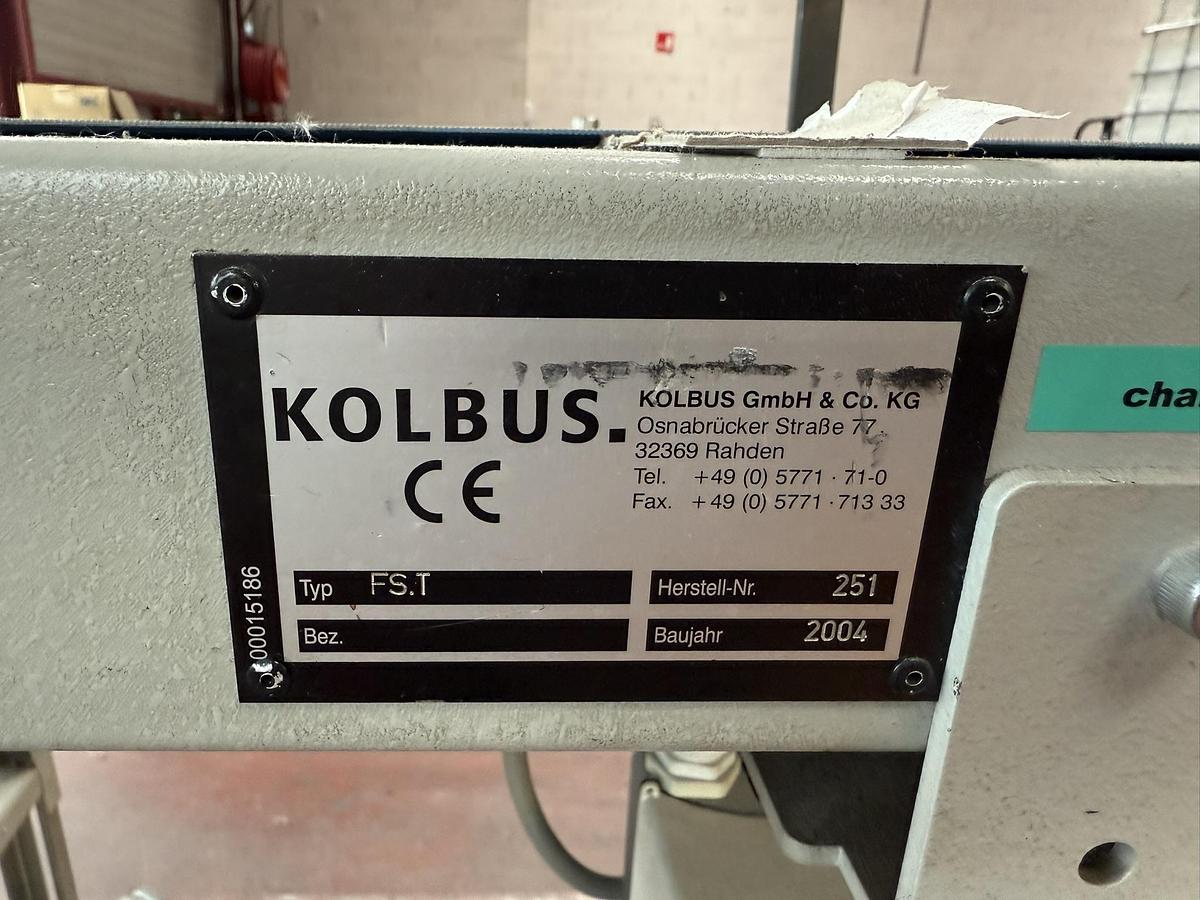 KOLBUS.
CE
KOLBUS GmbH & Co. KG
Osnabrücker Straße 77
32369 Rahden
Tel. +49 (0) 5771 · 71-0
Fax. +49 (0) 5771 · 713 33
Typ FS.T
Herstell-Nr. 251
Bez.
Baujahr 2004
00015186